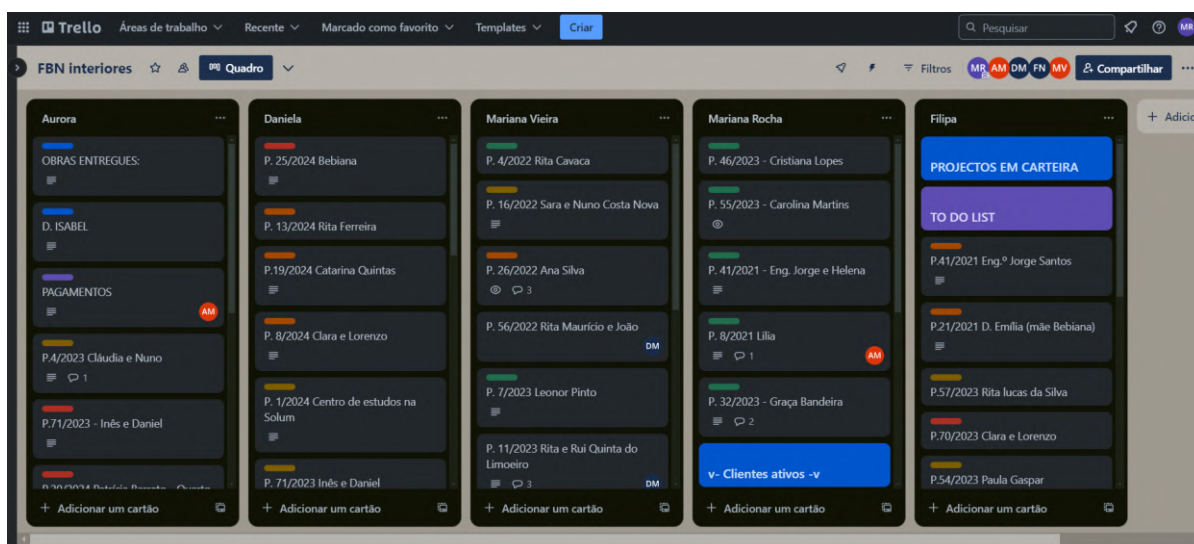 Trello Áreas de trabalho Recente Marcado como favorito Templates Criar Pesquisar MR
FBN interiores Quadro Filtros MR AM DM FN MV Compartilhar
Aurora
OBRAS ENTREGUES:
D. ISABEL
PAGAMENTOS
AM
P.4/2023 Cláudia e Nuno
1
P.71/2023 - Inês e Daniel
+ Adicionar um cartão
Daniela
P. 25/2024 Bebiana
P. 13/2024 Rita Ferreira
P.19/2024 Catarina Quintas
P. 8/2024 Clara e Lorenzo
P. 1/2024 Centro de estudos na
Solum
P. 71/2023 Inês e Daniel
+ Adicionar um cartão
Mariana Vieira
P. 4/2022 Rita Cavaca
P. 16/2022 Sara e Nuno Costa Nova
P. 26/2022 Ana Silva
3
P. 56/2022 Rita Maurício e João
DM
P. 7/2023 Leonor Pinto
P. 11/2023 Rita e Rui Quinta do
Limoeiro
3 DM
+ Adicionar um cartão
Mariana Rocha
P. 46/2023 - Cristiana Lopes
P. 55/2023 - Carolina Martins
P. 41/2021 - Eng. Jorge e Helena
P. 8/2021 Lilia
1 AM
P. 32/2023 - Graça Bandeira
2
v- Clientes ativos -v
+ Adicionar um cartão
Filipa
PROJECTOS EM CARTEIRA
TO DO LIST
P.41/2021 Eng.º Jorge Santos
P.21/2021 D. Emília (mãe Bebiana)
P.57/2023 Rita lucas da Silva
P.70/2023 Clara e Lorenzo
P.54/2023 Paula Gaspar
+ Adicionar um cartão
+ Adici